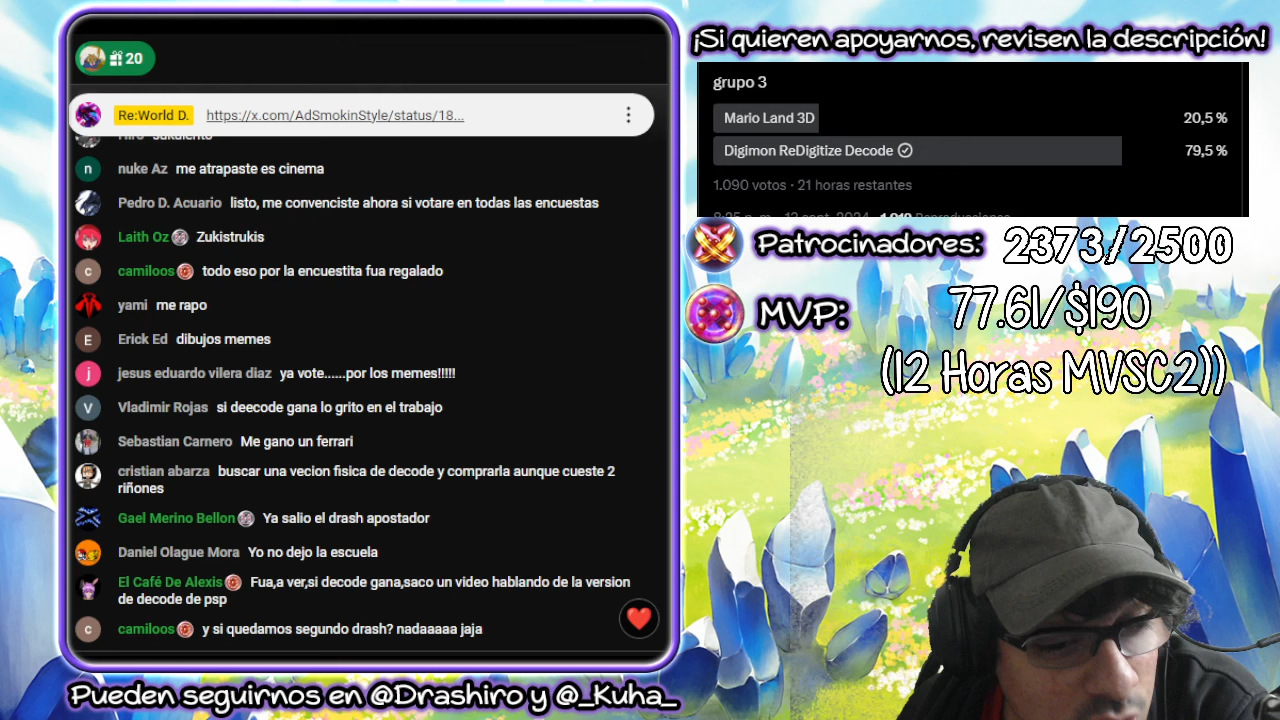 ¡Si quieren apoyarnos, revisen la descripción!
20
Re:World D. https://x.com/AdSmokinStyle/status/18...
nuke Az me atrapaste es cinema
Pedro D. Acuario listo, me convenciste ahora si votare en todas las encuestas
Laith Oz Zukistrukis
camiloos todo eso por la encuestita fua regalado
yami me rapo
Erick Ed dibujos memes
jesus eduardo vilera diaz ya vote......por los memes!!!!!
Vladimir Rojas si deecode gana lo grito en el trabajo
Sebastian Carnero Me gano un ferrari
cristian abarza buscar una vecion fisica de decode y comprarla aunque cueste 2
riñones
Gael Merino Bellon Ya salio el drash apostador
Daniel Olague Mora Yo no dejo la escuela
El Café De Alexis Fua,a ver,si decode gana,saco un video hablando de la version
de decode de psp
camiloos y si quedamos segundo drash? nadaaaaa jaja
grupo 3
Mario Land 3D 20,5 %
Digimon ReDigitize Decode 79,5 %
1.090 votos · 21 horas restantes
Patrocinadores: 2373/2500
MVP: 77.61/$190
(12 Horas MVSC2))
Pueden seguirnos en @Drashiro y @_Kuha_